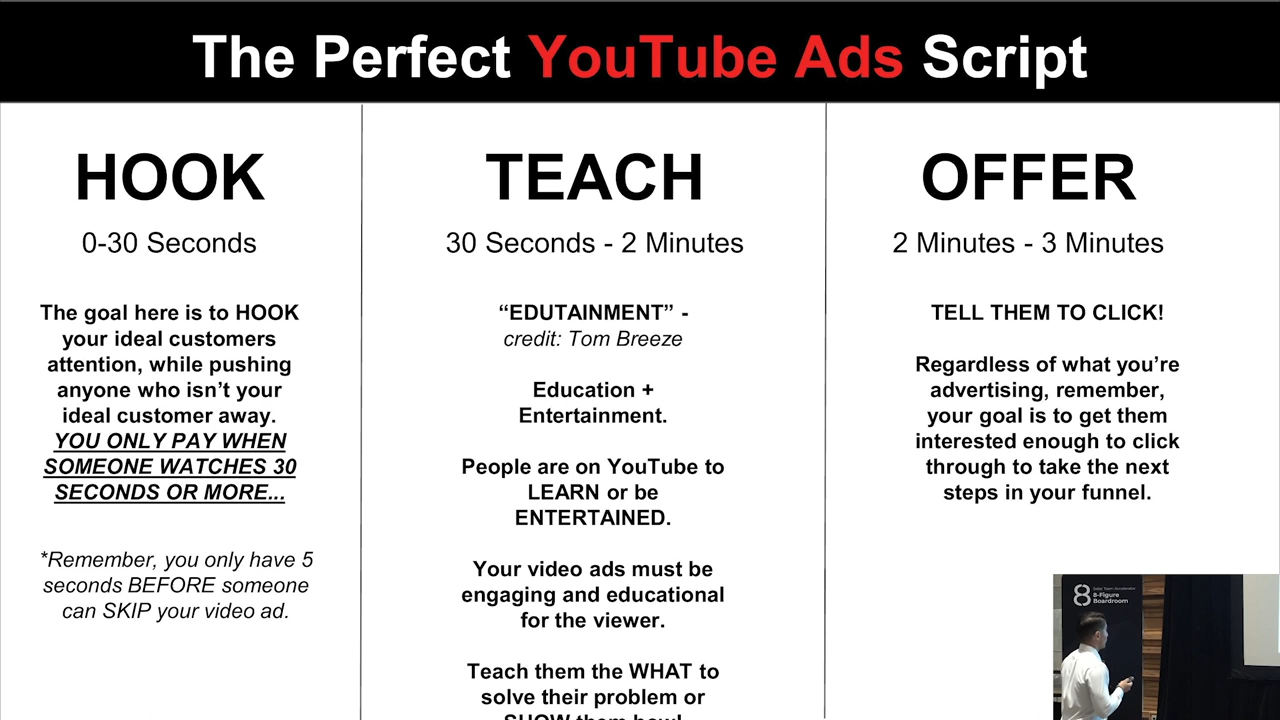 The Perfect YouTube Ads Script
HOOK
0-30 Seconds
The goal here is to HOOK
your ideal customers
attention, while pushing
anyone who isn’t your
ideal customer away.
YOU ONLY PAY WHEN
SOMEONE WATCHES 30
SECONDS OR MORE...
*Remember, you only have 5
seconds BEFORE someone
can SKIP your video ad.
TEACH
30 Seconds - 2 Minutes
“EDUTAINMENT” -
credit: Tom Breeze
Education +
Entertainment.
People are on YouTube to
LEARN or be
ENTERTAINED.
Your video ads must be
engaging and educational
for the viewer.
Teach them the WHAT to
solve their problem or
SHOW them how!
OFFER
2 Minutes - 3 Minutes
TELL THEM TO CLICK!
Regardless of what you’re
advertising, remember,
your goal is to get them
interested enough to click
through to take the next
steps in your funnel.
8-Figure
Boardroom